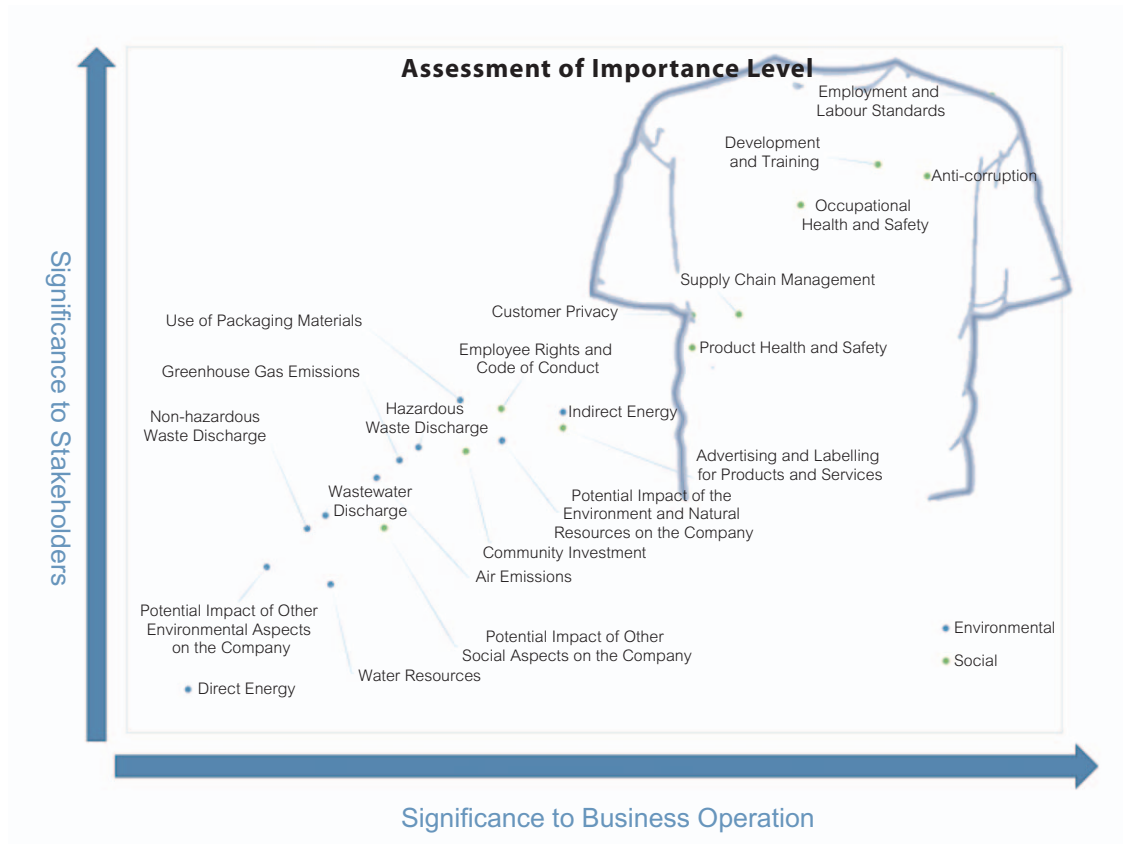 Assessment of Importance Level
Employment and
Labour Standards
Development
and Training
Anti-corruption
Occupational
Health and Safety
Supply Chain Management
Customer Privacy
Use of Packaging Materials
Employee Rights and
Code of Conduct
Product Health and Safety
Greenhouse Gas Emissions
Non-hazardous
Waste Discharge
Hazardous
Waste Discharge
Indirect Energy
Advertising and Labelling
for Products and Services
Wastewater
Discharge
Potential Impact of the
Environment and Natural
Resources on the Company
Community Investment
Air Emissions
Potential Impact of Other
Environmental Aspects
on the Company
Potential Impact of Other
Social Aspects on the Company
Water Resources
Direct Energy
Environmental
Social
Significance to Stakeholders
Significance to Business Operation